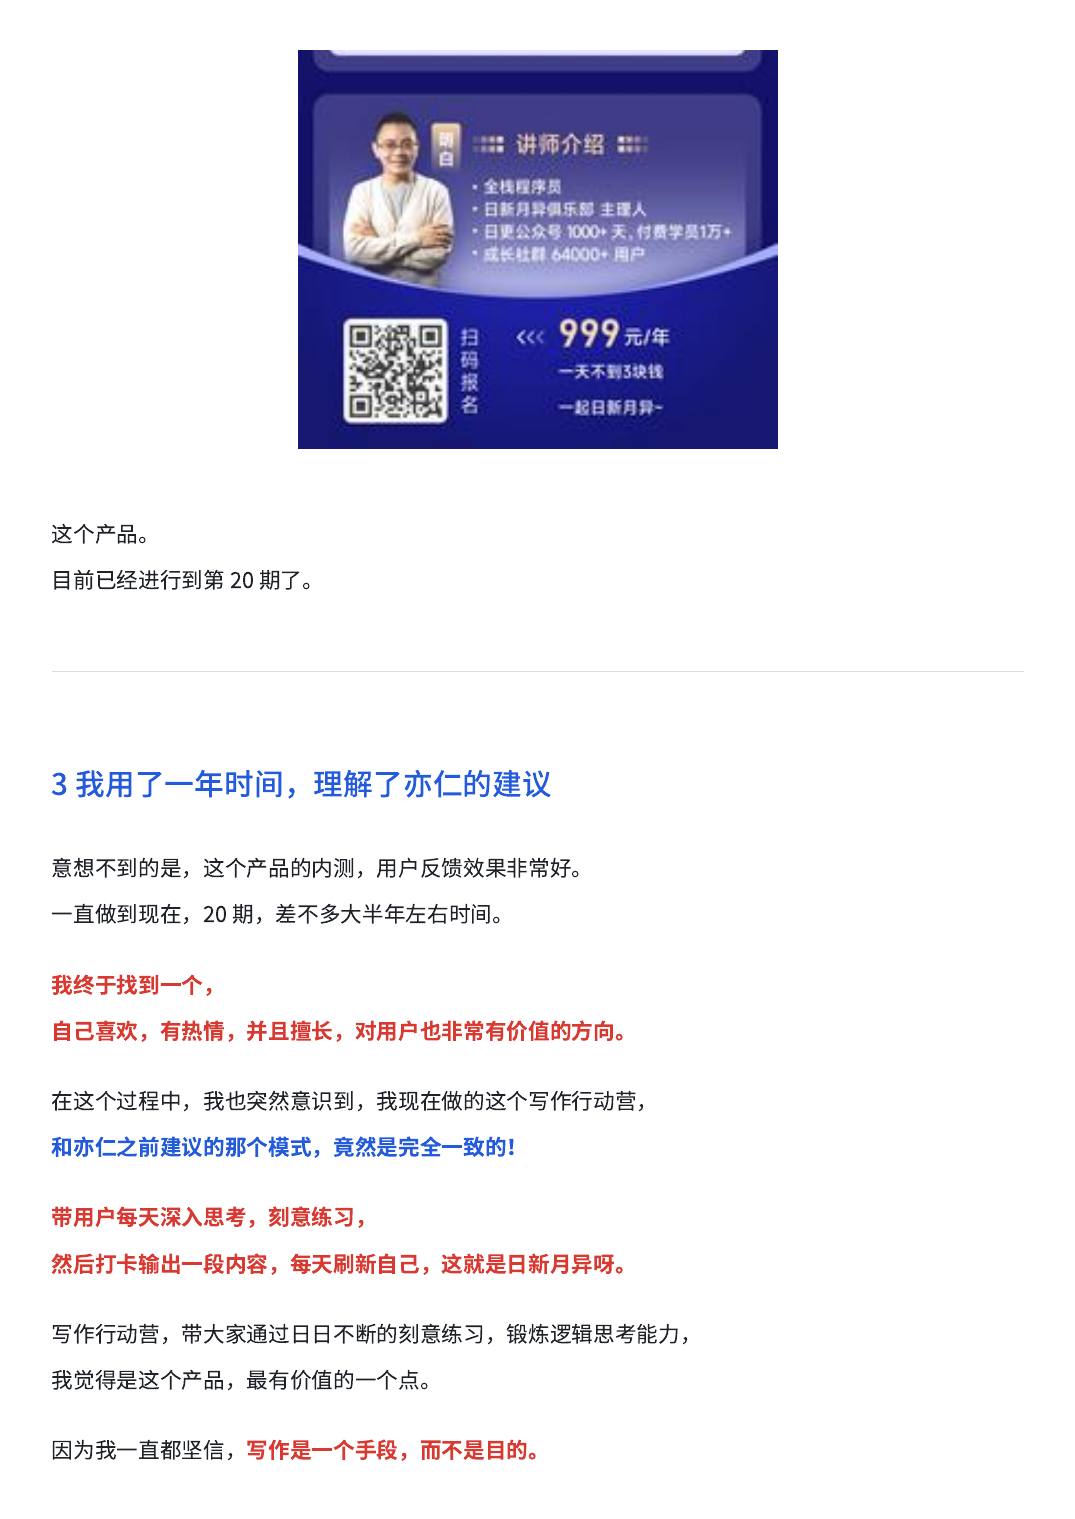 明白
讲师介绍
• 全栈程序员
• 日新月异俱乐部 主理人
• 日更公众号 1000+ 天，付费学员1万+
• 成长社群 64000+ 用户
扫码报名
<<< 999元/年
一天不到3块钱
一起日新月异~
这个产品。
目前已经进行到第 20 期了。
3 我用了一年时间，理解了亦仁的建议
意想不到的是，这个产品的内测，用户反馈效果非常好。
一直做到现在，20 期，差不多大半年左右时间。
我终于找到一个，
自己喜欢，有热情，并且擅长，对用户也非常有价值的方向。
在这个过程中，我也突然意识到，我现在做的这个写作行动营，
和亦仁之前建议的那个模式，竟然是完全一致的！
带用户每天深入思考，刻意练习，
然后打卡输出一段内容，每天刷新自己，这就是日新月异呀。
写作行动营，带大家通过日日不断的刻意练习，锻炼逻辑思考能力，
我觉得是这个产品，最有价值的一个点。
因为我一直都坚信，写作是一个手段，而不是目的。